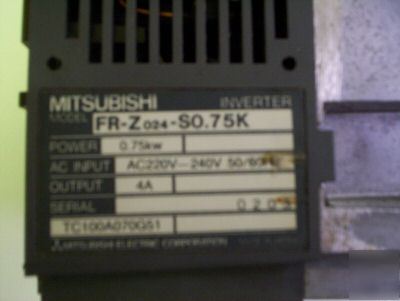 MITSUBISHI INVERTER
MODEL FR-Z024-S0.75K
POWER 0.75kw
AC INPUT AC220V-240V 50/60Hz
OUTPUT 4A
SERIAL 020
TC100A070G51
MITSUBISHI ELECTRIC CORPORATION